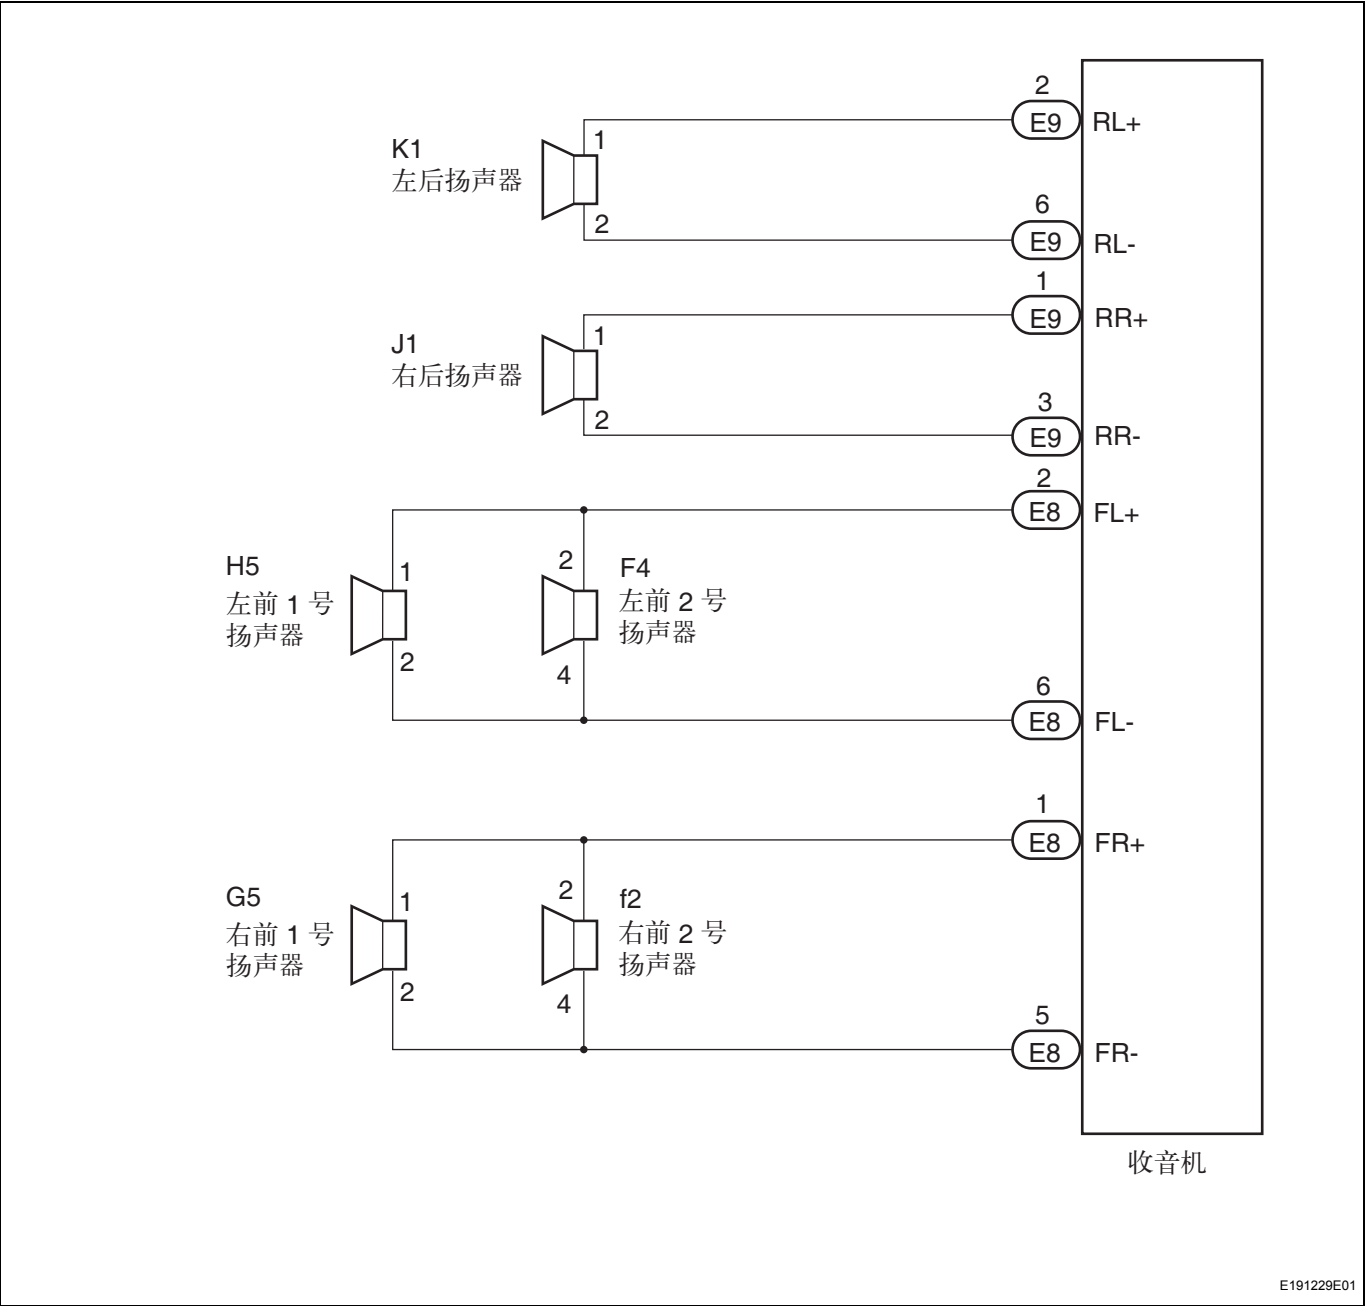 2
E9 RL+
K1
左后扬声器
1
2
6
E9 RL-
1
E9 RR+
J1
右后扬声器
1
2
3
E9 RR-
2
E8 FL+
H5
左前 1 号
扬声器
1
2
2
4
F4
左前 2 号
扬声器
6
E8 FL-
1
E8 FR+
G5
右前 1 号
扬声器
1
2
2
4
f2
右前 2 号
扬声器
5
E8 FR-
收音机
E191229E01